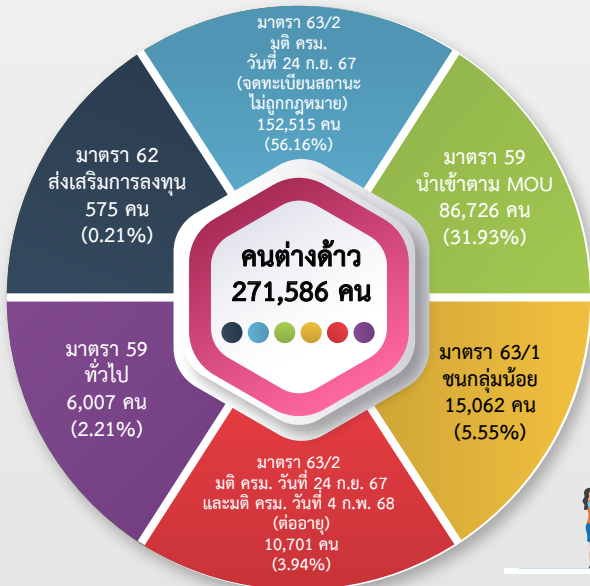 มาตรา 63/2
มติ ครม.
วันที่ 24 ก.ย. 67
(จดทะเบียนสถานะ
ไม่ถูกกฎหมาย)
152,515 คน
(56.16%)
มาตรา 62
ส่งเสริมการลงทุน
575 คน
(0.21%)
มาตรา 59
นำเข้าตาม MOU
86,726 คน
(31.93%)
คนต่างด้าว
271,586 คน
มาตรา 59
ทั่วไป
6,007 คน
(2.21%)
มาตรา 63/1
ชนกลุ่มน้อย
15,062 คน
(5.55%)
มาตรา 63/2
มติ ครม. วันที่ 24 ก.ย. 67
และมติ ครม. วันที่ 4 ก.พ. 68
(ต่ออายุ)
10,701 คน
(3.94%)